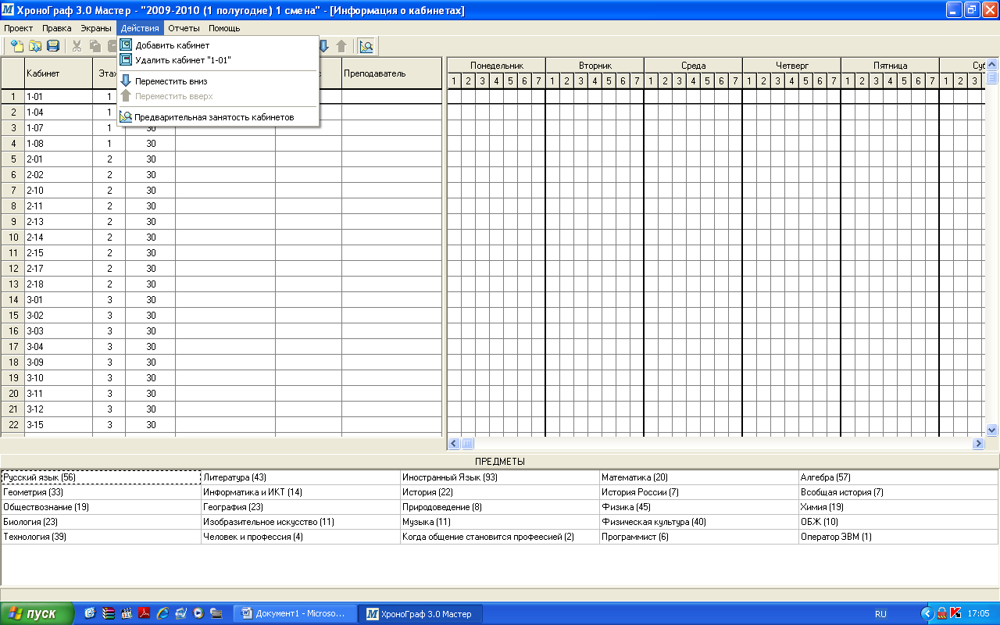 ХроноГраф 3.0 Мастер - "2009-2010 (1 полугодие) 1 смена" - [Информация о кабинетах]
Проект Правка Экраны Действия Отчеты Помощь
Добавить кабинет
Удалить кабинет "1-01"
Переместить вниз
Переместить вверх
Предварительная занятость кабинетов
Кабинет Этаж Преподаватель
1 1-01 1
2 1-04 1
3 1-07 1 30
4 1-08 1 30
5 2-01 2 30
6 2-02 2 30
7 2-10 2 30
8 2-11 2 30
9 2-13 2 30
10 2-14 2 30
11 2-15 2 30
12 2-17 2 30
13 2-18 2 30
14 3-01 3 30
15 3-02 3 30
16 3-03 3 30
17 3-04 3 30
18 3-09 3 30
19 3-10 3 30
20 3-11 3 30
21 3-12 3 30
22 3-15 3 30
Понедельник Вторник Среда Четверг Пятница Суб
1 2 3 4 5 6 7 1 2 3 4 5 6 7 1 2 3 4 5 6 7 1 2 3 4 5 6 7 1 2 3 4 5 6 7 1 2 3
ПРЕДМЕТЫ
Русский язык (56) Литература (43) Иностранный Язык (93) Математика (20) Алгебра (57)
Геометрия (33) Информатика и ИКТ (14) История (22) История России (7) Всобщая история (7)
Обществознание (19) География (23) Природоведение (8) Физика (45) Химия (19)
Биология (23) Изобразительное искусство (11) Музыка (11) Физическая культура (40) ОБЖ (10)
Технология (39) Человек и профессия (4) Когда общение становится профеесией (2) Программист (6) Оператор ЭВМ (1)
пуск Документ1 - Microso... ХроноГраф 3.0 Мастер RU 17:05